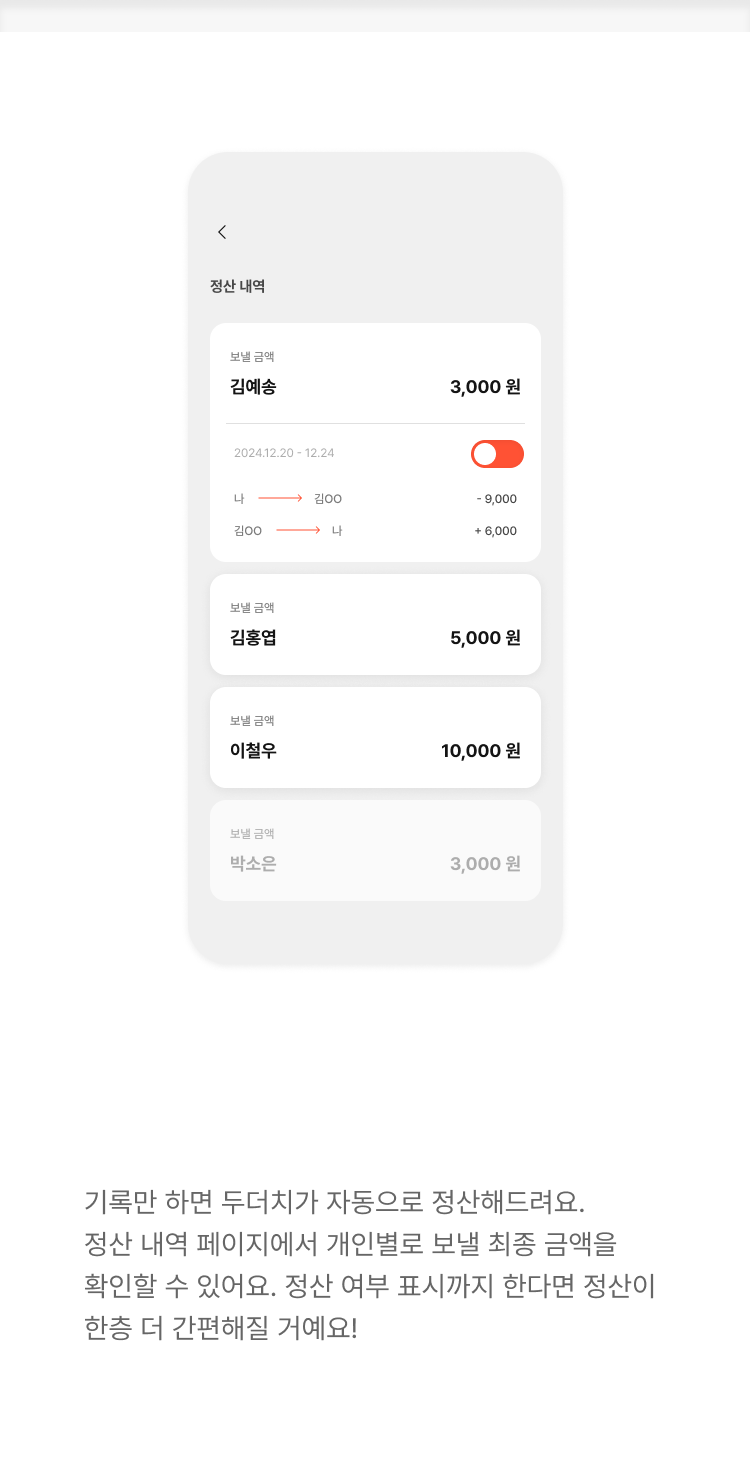 정산 내역
보낼 금액
김예송 3,000 원
2024.12.20 - 12.24
나 김OO - 9,000
김OO 나 + 6,000
보낼 금액
김홍엽 5,000 원
보낼 금액
이철우 10,000 원
보낼 금액
박소은 3,000 원
기록만 하면 두더치가 자동으로 정산해드려요.
정산 내역 페이지에서 개인별로 보낼 최종 금액을
확인할 수 있어요. 정산 여부 표시까지 한다면 정산이
한층 더 간편해질 거예요!